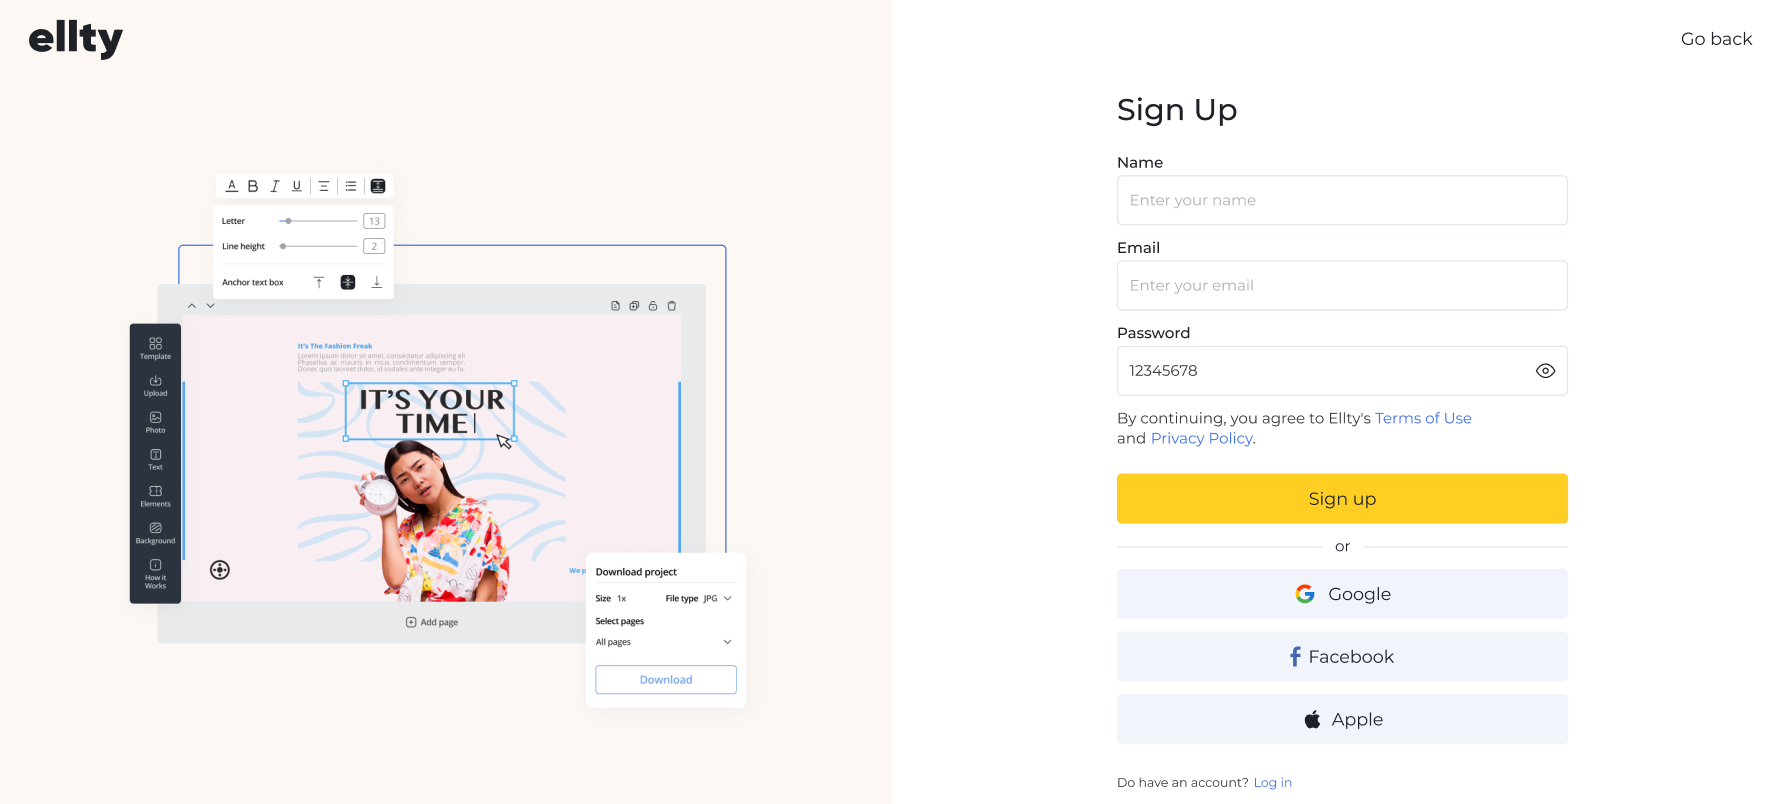 ellty
Go back
A B I U
Letter 13
Line height 2
Anchor text box
Template
Upload
Photo
Text
Elements
Background
How it
Works
It's The Fashion Freak
Lorem ipsum dolor sit amet, consectetur adipiscing eli
Phasellus ac mauris in risus condimentum semper.
Donec quis laoreet dolor, id sodales ante integer eu fa.
IT'S YOUR
TIME
We p
Add page
Download project
Size 1x File type JPG
Select pages
All pages
Download
Sign Up
Name
Enter your name
Email
Enter your email
Password
12345678
By continuing, you agree to Ellty's Terms of Use
and Privacy Policy.
Sign up
or
Google
Facebook
Apple
Do have an account? Log in